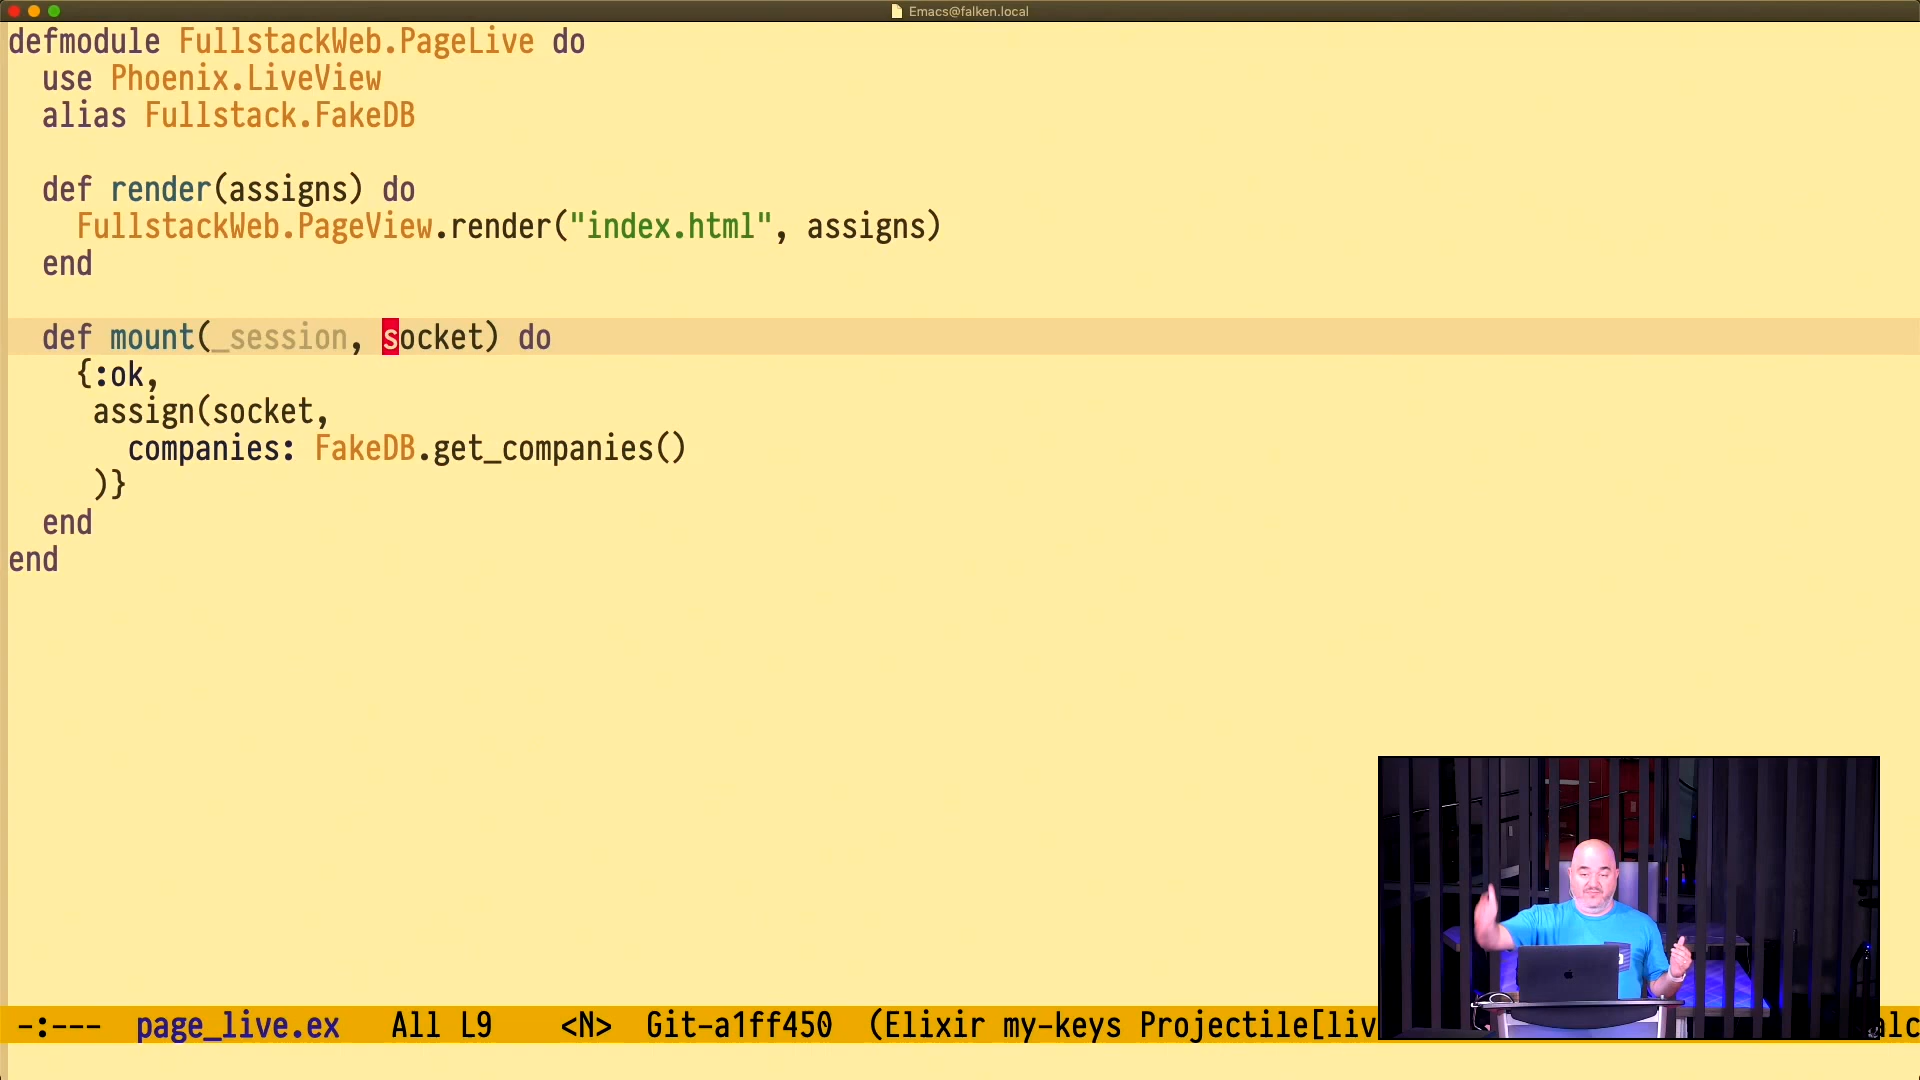 Emacs@falken.local
defmodule FullstackWeb.PageLive do
  use Phoenix.LiveView
  alias Fullstack.FakeDB
  def render(assigns) do
    FullstackWeb.PageView.render("index.html", assigns)
  end
  def mount(_session, socket) do
    {:ok,
     assign(socket,
       companies: FakeDB.get_companies()
     )}
  end
end
-:---  page_live.ex   All L9    <N>  Git-a1ff450  (Elixir my-keys Projectile[liv